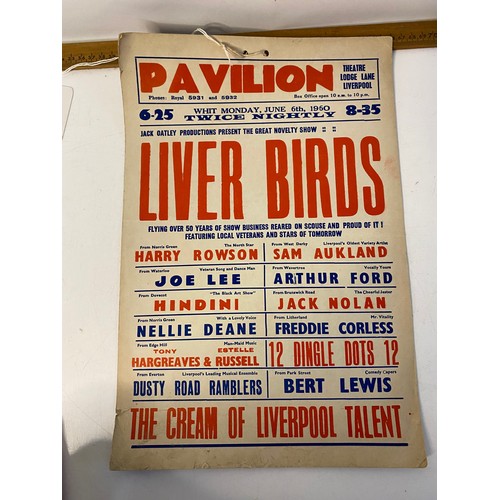 PAVILION
THEATRE
LODGE LANE
LIVERPOOL
Phones: Royal 5931 and 5932
Box Office open 10 a.m. to 10 p.m.
6-25 WHIT MONDAY, JUNE 6th, 1960 8-35
TWICE NIGHTLY
JACK OATLEY PRODUCTIONS PRESENT THE GREAT NOVELTY SHOW :: ::
LIVER BIRDS
FLYING OVER 50 YEARS OF SHOW BUSINESS REARED ON SCOUSE AND PROUD OF IT !
FEATURING LOCAL VETERANS AND STARS OF TOMORROW
From Norris Green The North Star
HARRY ROWSON
From West Derby Liverpool's Oldest Variety Artiste
SAM AUKLAND
From Waterloo Veteran Song and Dance Man
JOE LEE
From Wavertree Vocally Yours
ARTHUR FORD
From Dovecot "The Black Art Show"
HINDINI
From Brunswick Road The Cheerful Jester
JACK NOLAN
From Norris Green With a Lovely Voice
NELLIE DEANE
From Litherland Mr. Vitality
FREDDIE CORLESS
From Edge Hill Man-Maid Music
TONY ESTELLE
HARGREAVES & RUSSELL
12 DINGLE DOTS 12
From Everton Liverpool's Leading Musical Ensemble
DUSTY ROAD RAMBLERS
From Park Street Comedy Capers
BERT LEWIS
THE CREAM OF LIVERPOOL TALENT